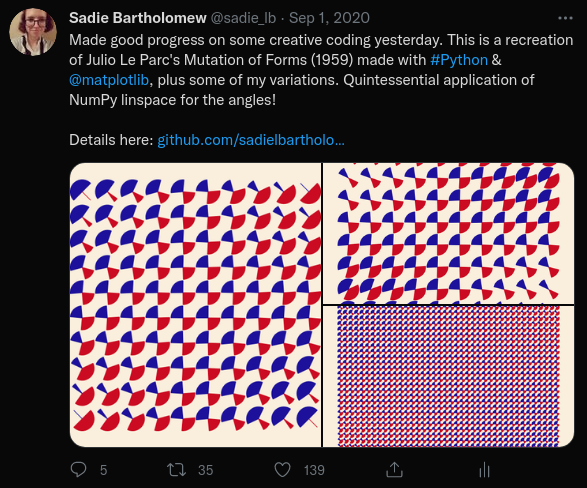 Sadie Bartholomew @sadie_lb · Sep 1, 2020
Made good progress on some creative coding yesterday. This is a recreation
of Julio Le Parc's Mutation of Forms (1959) made with #Python &
@matplotlib, plus some of my variations. Quintessential application of
NumPy linspace for the angles!
Details here: github.com/sadielbartholo...
5 35 139